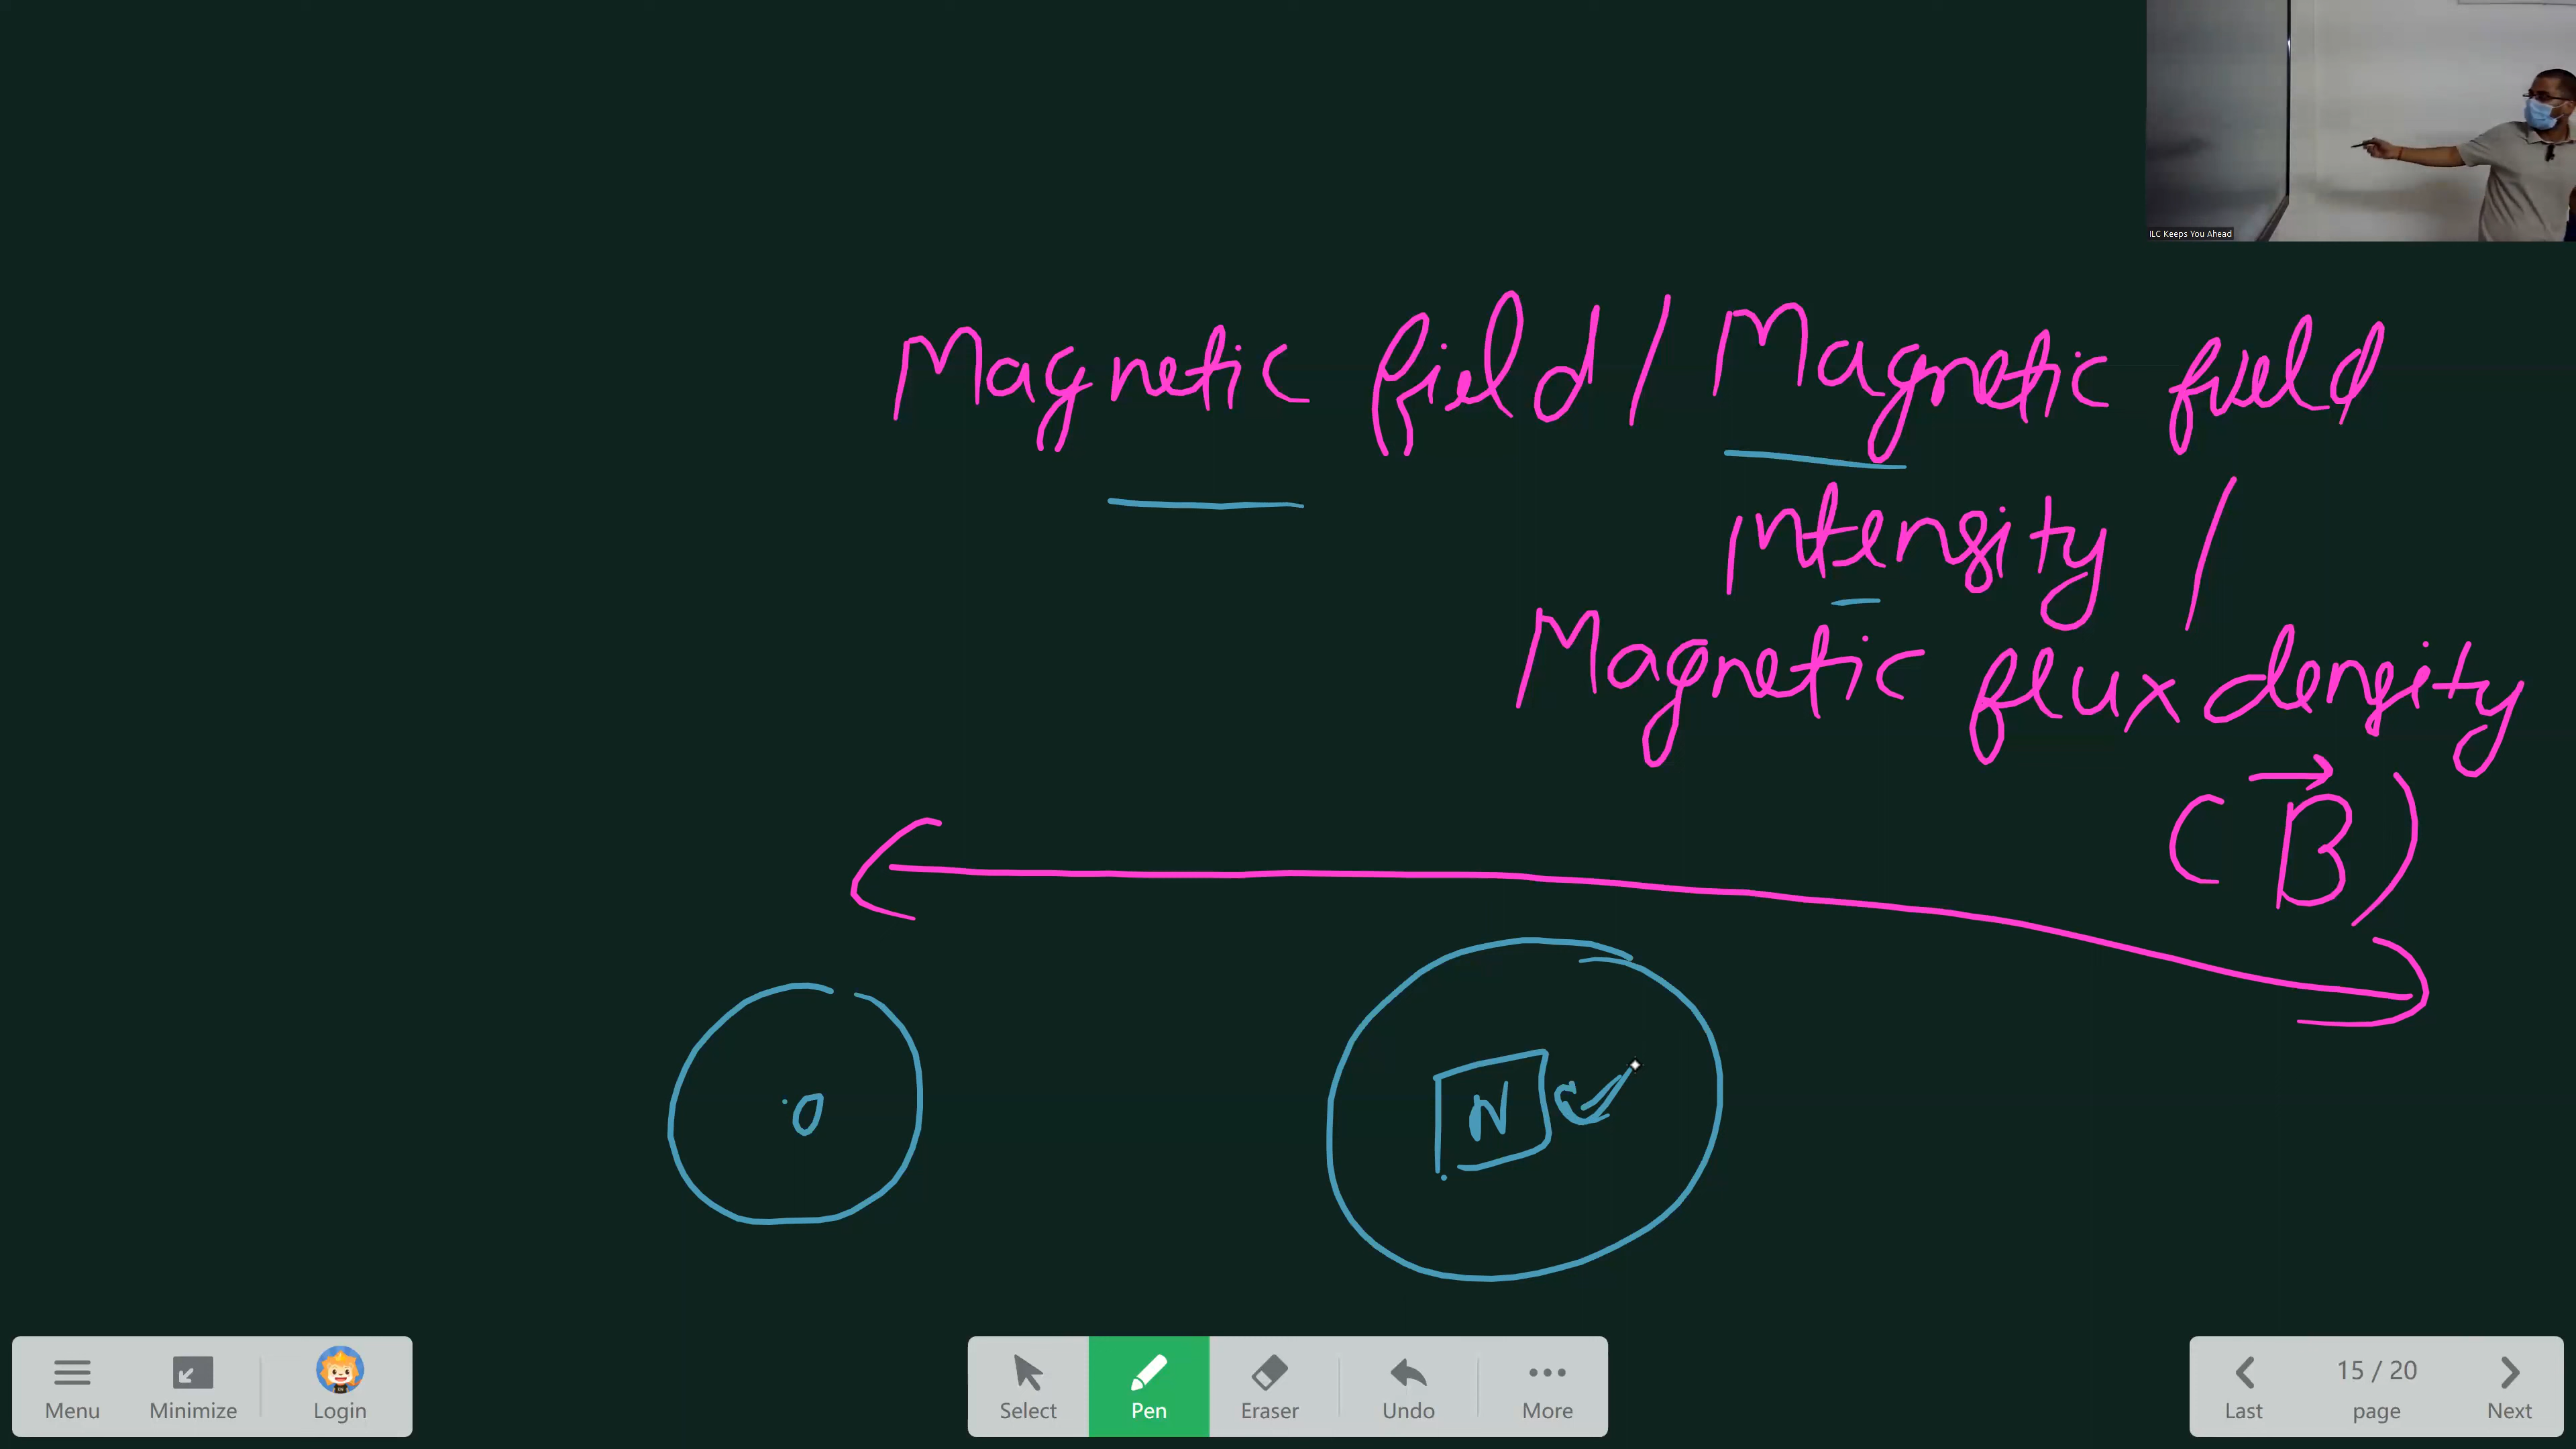 ILC Keeps You Ahead
Magnetic field / Magnetic field
intensity /
Magnetic flux density
(B)
O
N
Menu
Minimize
Login
Select
Pen
Eraser
Undo
More
Last
15 / 20
page
Next